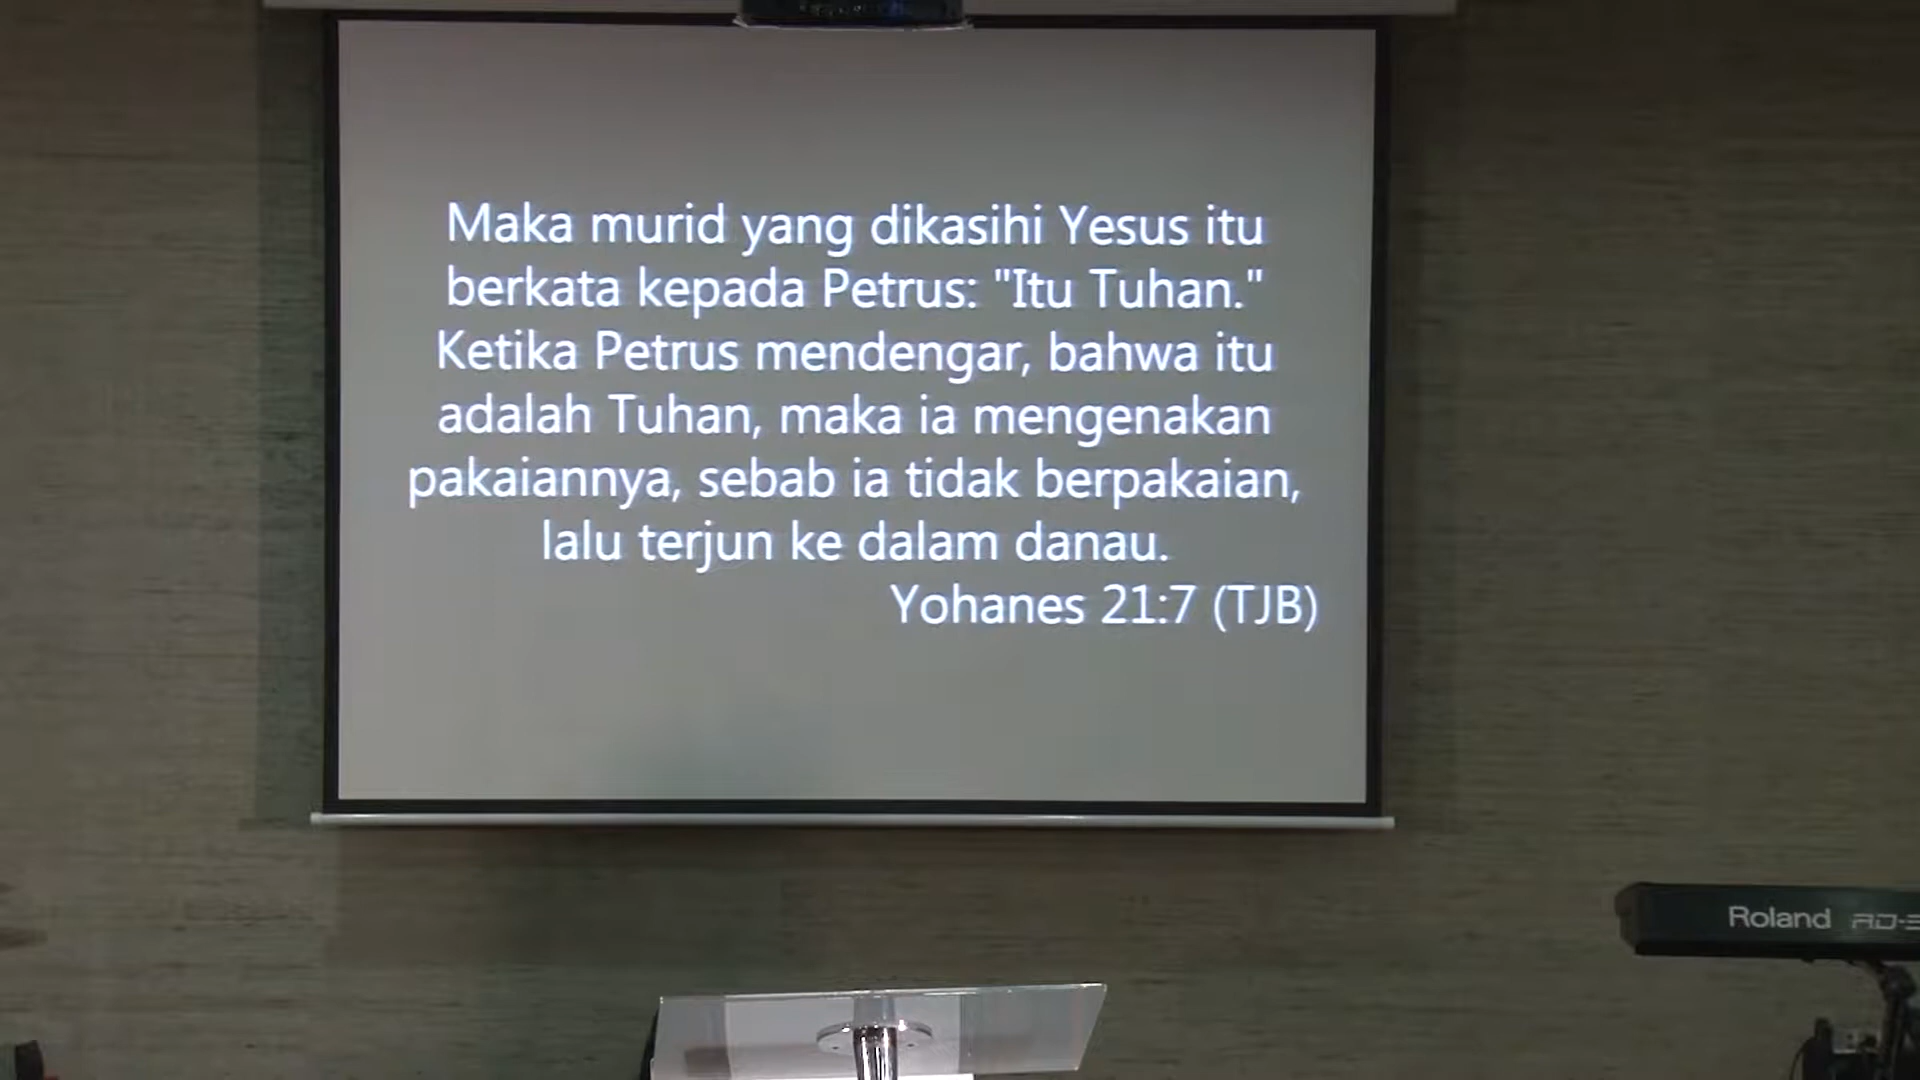 Maka murid yang dikasihi Yesus itu
berkata kepada Petrus: "Itu Tuhan."
Ketika Petrus mendengar, bahwa itu
adalah Tuhan, maka ia mengenakan
pakaiannya, sebab ia tidak berpakaian,
lalu terjun ke dalam danau.
Yohanes 21:7 (TJB)
Roland